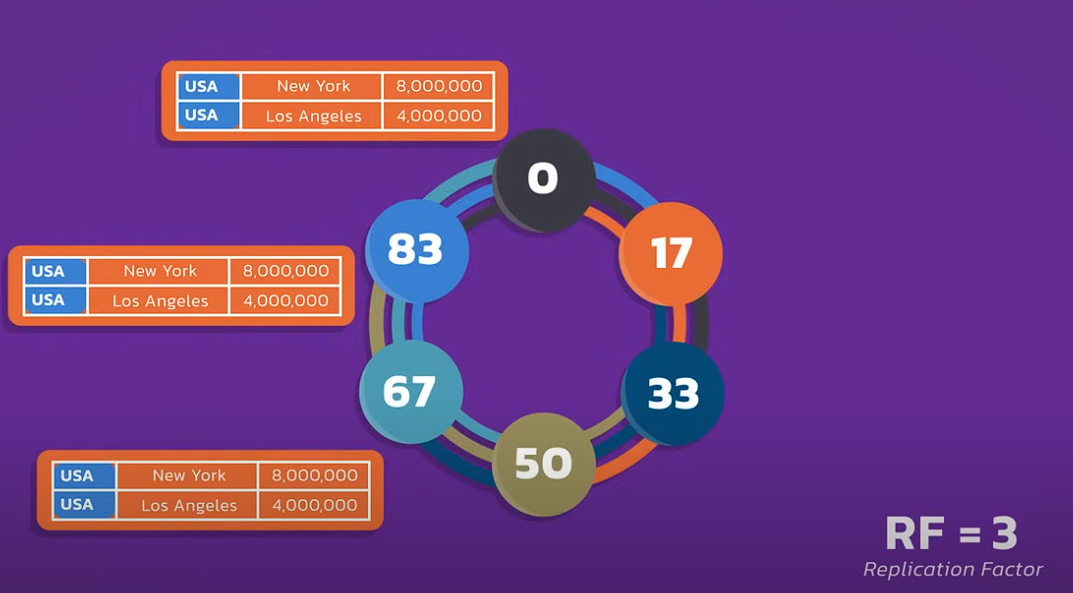 USA New York 8,000,000
USA Los Angeles 4,000,000
0
83
17
USA New York 8,000,000
USA Los Angeles 4,000,000
67
33
50
USA New York 8,000,000
USA Los Angeles 4,000,000
RF = 3
Replication Factor